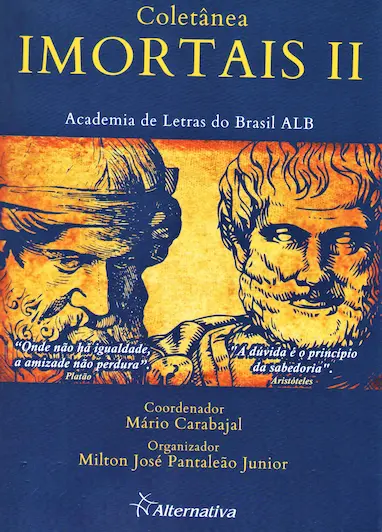 Coletânea
IMORTAIS II
Academia de Letras do Brasil ALB
“Onde não há igualdade,
a amizade não perdura”.
Platão
"A dúvida é o princípio
da sabedoria".
Aristóteles
Coordenador
Mário Carabajal
Organizador
Milton José Pantaleão Junior
Alternativa